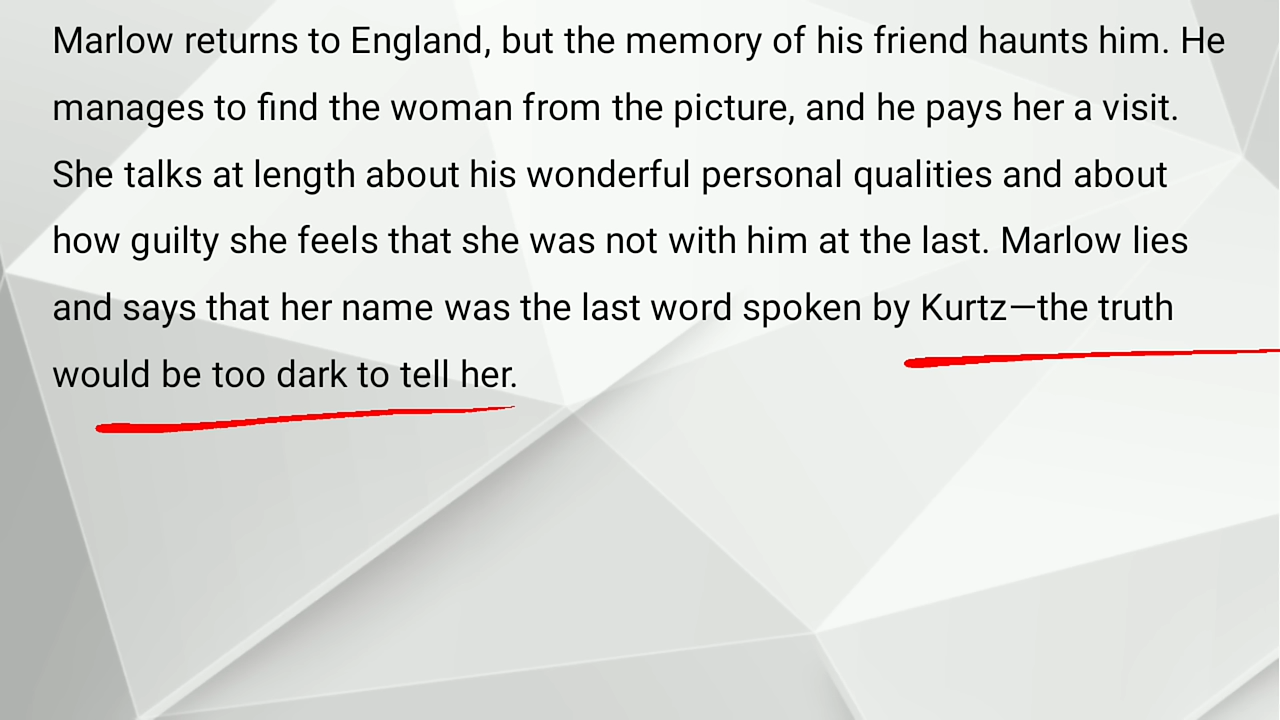 Marlow returns to England, but the memory of his friend haunts him. He
manages to find the woman from the picture, and he pays her a visit.
She talks at length about his wonderful personal qualities and about
how guilty she feels that she was not with him at the last. Marlow lies
and says that her name was the last word spoken by Kurtz—the truth
would be too dark to tell her.